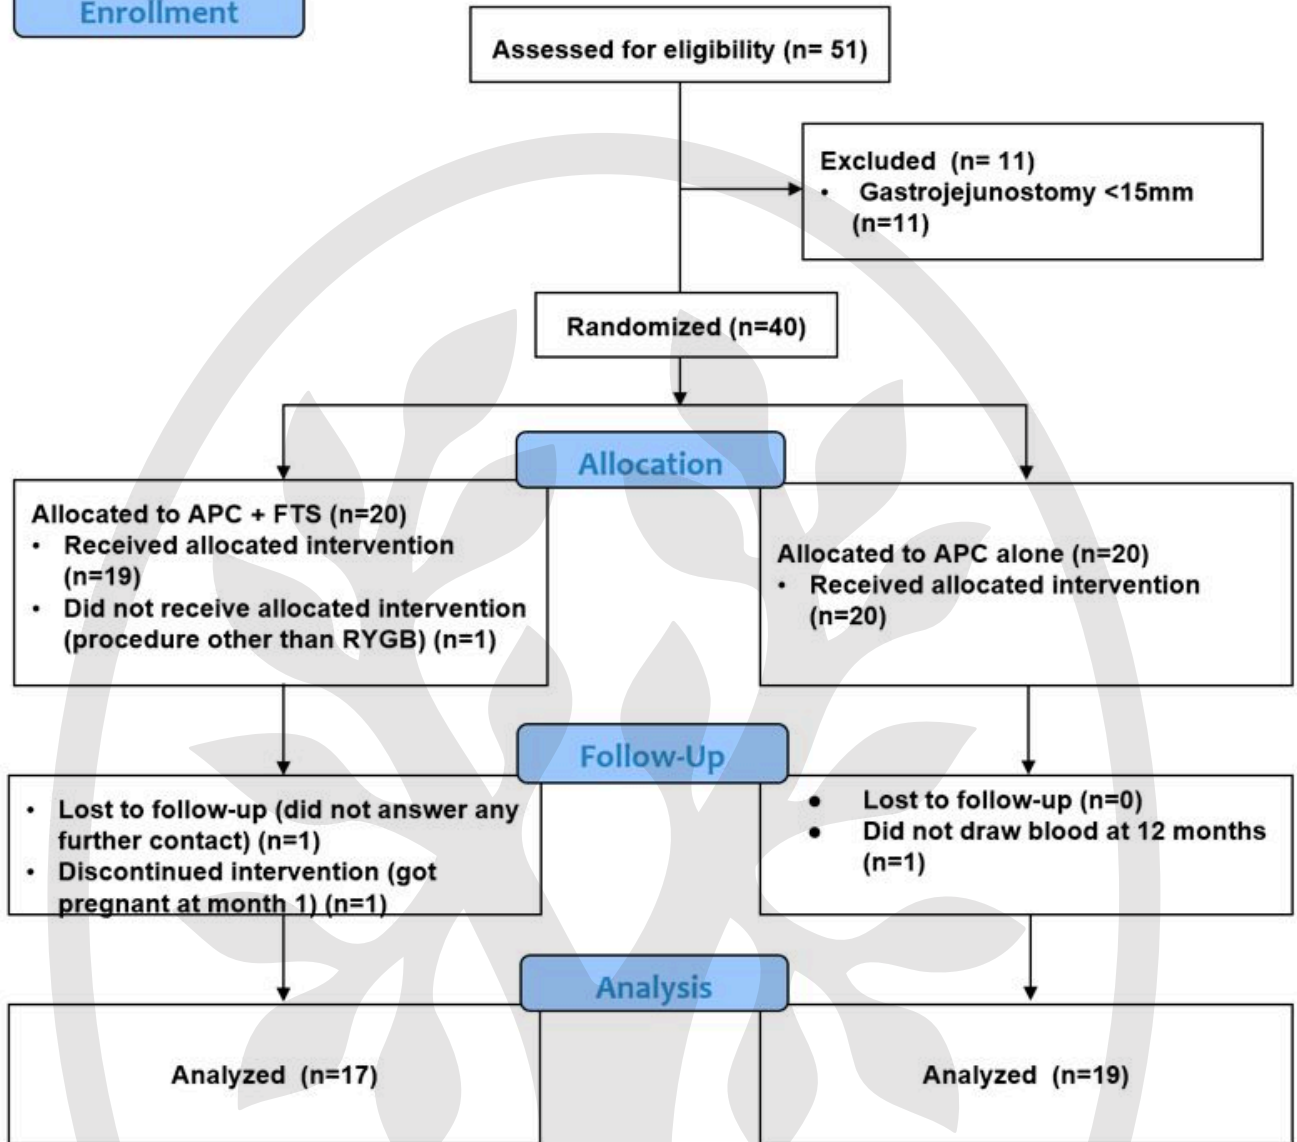 Enrollment
Assessed for eligibility (n= 51)
Excluded  (n= 11)
• Gastrojejunostomy <15mm
(n=11)
Randomized (n=40)
Allocation
Allocated to APC + FTS (n=20)
• Received allocated intervention
(n=19)
• Did not receive allocated intervention
(procedure other than RYGB) (n=1)
Allocated to APC alone (n=20)
• Received allocated intervention
(n=20)
Follow-Up
• Lost to follow-up (did not answer any
further contact) (n=1)
• Discontinued intervention (got
pregnant at month 1) (n=1)
● Lost to follow-up (n=0)
● Did not draw blood at 12 months
(n=1)
Analysis
Analyzed  (n=17)
Analyzed  (n=19)